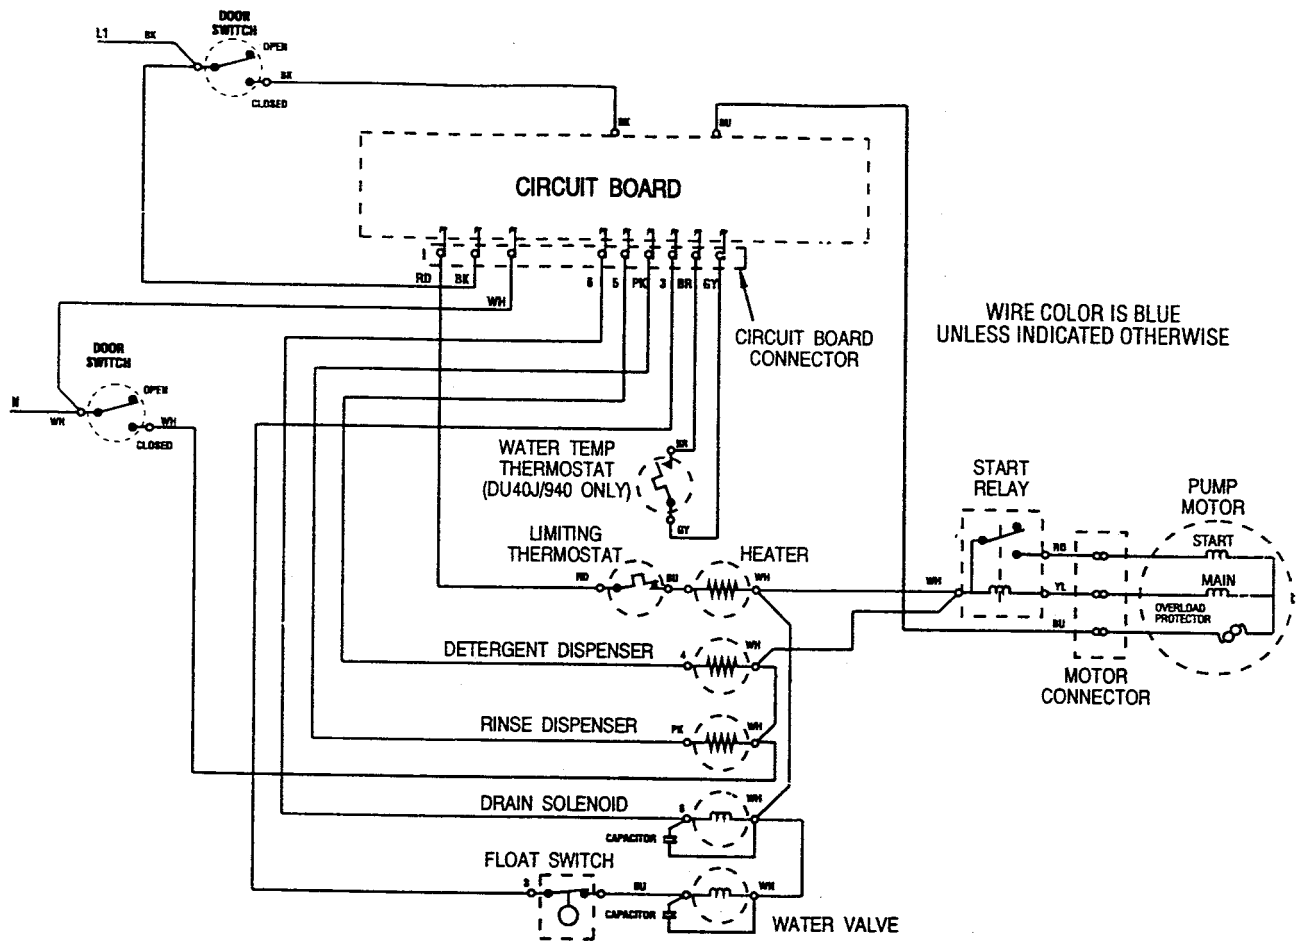 DOOR
SWITCH
L1
BK
OPEN
BK
CLOSED
BK
BU
CIRCUIT BOARD
1
RD
BK
WH
6
5
PK
3
BR
GY
CIRCUIT BOARD
CONNECTOR
WIRE COLOR IS BLUE
UNLESS INDICATED OTHERWISE
DOOR
SWITCH
N
WH
OPEN
WH
CLOSED
WATER TEMP
THERMOSTAT
(DU40J/940 ONLY)
BR
GY
START
RELAY
PUMP
MOTOR
LIMITING
THERMOSTAT
HEATER
RD
BU
WH
WH
START
YL
MAIN
OVERLOAD
PROTECTOR
BU
MOTOR
CONNECTOR
DETERGENT DISPENSER
4
WH
RINSE DISPENSER
PK
WH
DRAIN SOLENOID
WH
CAPACITOR
FLOAT SWITCH
BU
WH
CAPACITOR
WATER VALVE